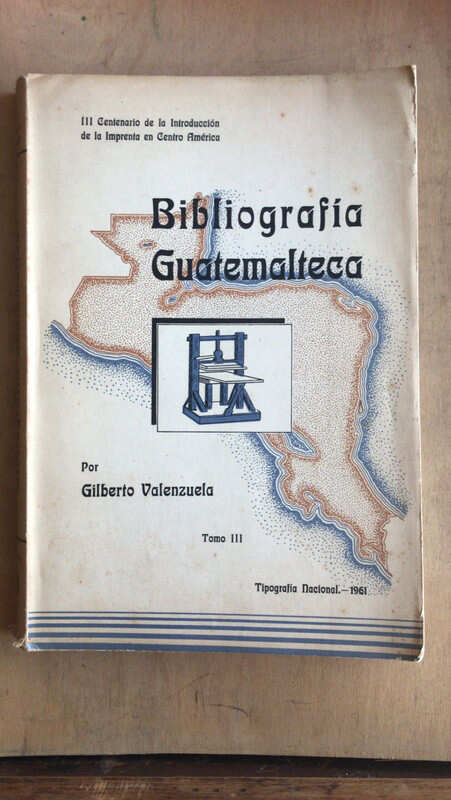 III Centenario de la Introducción
de la Imprenta en Centro América
Bibliografía
Guatemalteca
Por
Gilberto Valenzuela
Tomo III
Tipografía Nacional.—1961